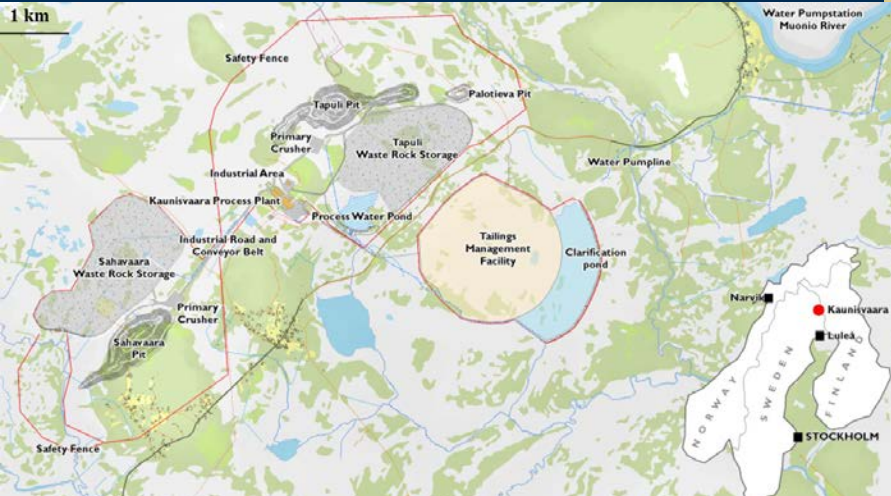 1 km
Water Pumpstation
Muonio River
Safety Fence
Tapuli Pit
Palotieva Pit
Primary
Crusher
Tapuli
Waste Rock Storage
Water Pumpline
Industrial Area
Kaunisvaara Process Plant
Process Water Pond
Industrial Road and
Conveyor Belt
Tailings
Management
Facility
Clarification
pond
Sahavaara
Waste Rock Storage
Primary
Crusher
Sahavaara
Pit
Safety Fence
Narvik
Kaunisvaara
Luleå
NORWAY
SWEDEN
FINLAND
STOCKHOLM